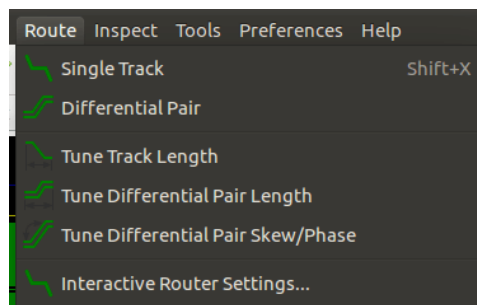 Route Inspect Tools Preferences Help
Single Track Shift+X
Differential Pair
Tune Track Length
Tune Differential Pair Length
Tune Differential Pair Skew/Phase
Interactive Router Settings...